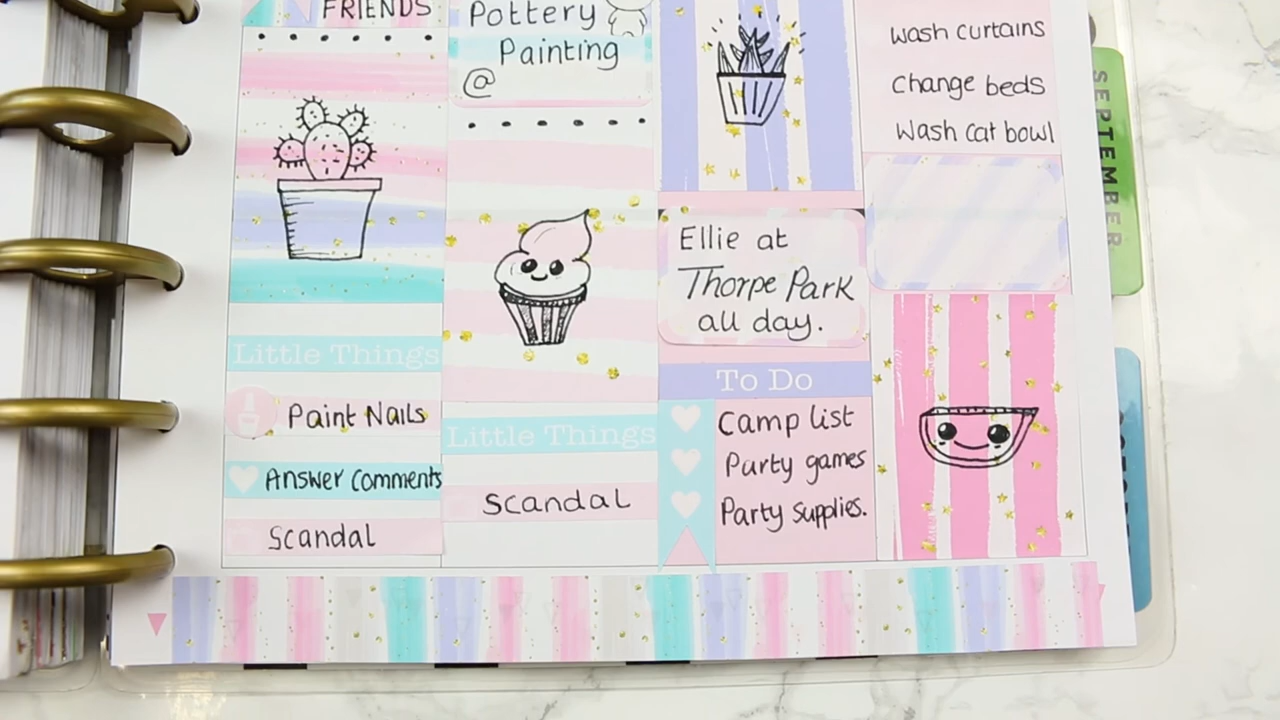 FRIENDS
Little Things
Paint Nails
Answer Comments
Scandal
Pottery
Painting
@
Little Things
Scandal
Ellie at
Thorpe Park
all day.
To Do
Camp list
Party games
Party supplies.
Wash curtains
Change beds
Wash cat bowl
SEPTEMBER